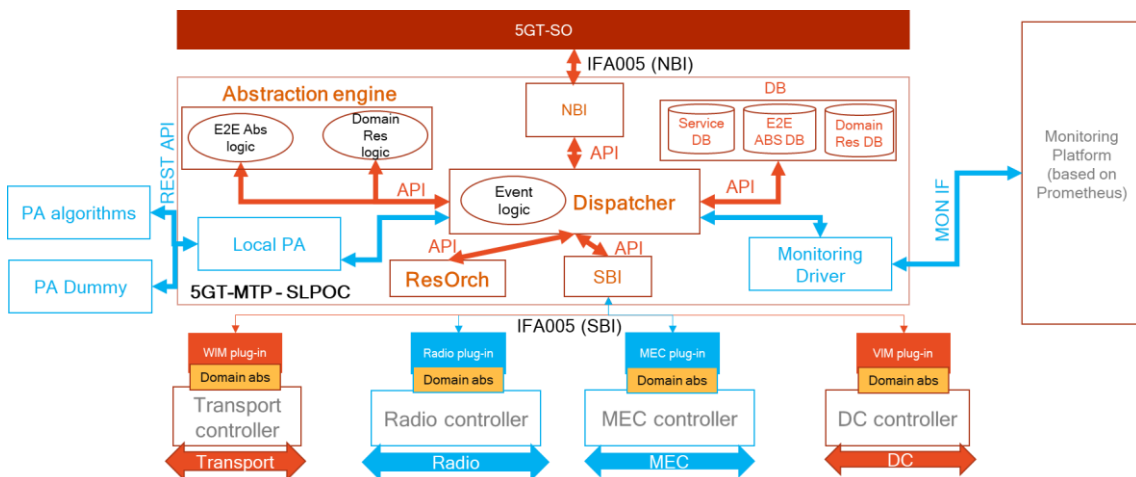 5GT-SO
IFA005 (NBI)
Abstraction engine
E2E Abs
logic
Domain
Res
logic
NBI
DB
Service
DB
E2E
ABS DB
Domain
Res DB
REST API
API
API
API
Event
logic
Dispatcher
Monitoring
Platform
(based on
Prometheus)
MON IF
PA algorithms
Local PA
PA Dummy
API
API
ResOrch
SBI
Monitoring
Driver
5GT-MTP - SLPOC
IFA005 (SBI)
WIM plug-in
Domain abs
Transport
controller
Transport
Radio plug-in
Domain abs
Radio controller
Radio
MEC plug-in
Domain abs
MEC controller
MEC
VIM plug-in
Domain abs
DC controller
DC